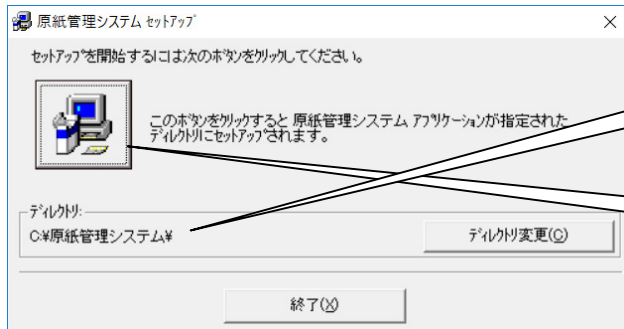 原紙管理システム セットアップ
セットアップを開始するには次のボタンをクリックしてください。
このボタンをクリックすると 原紙管理システム アプリケーションが指定された
ディレクトリにセットアップされます。
ディレクトリ:
C:¥原紙管理システム¥
ディレクトリ変更(C)
終了(X)